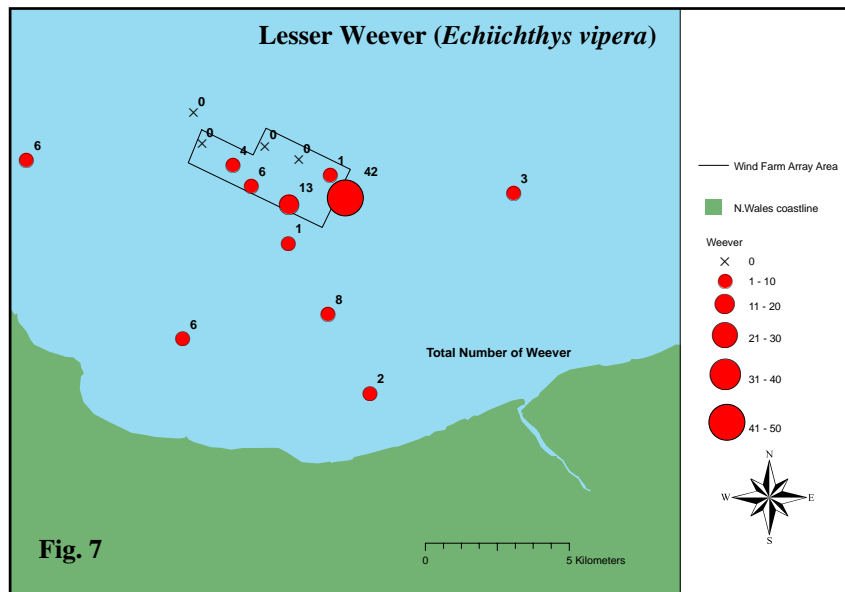 Lesser Weever (Echiichthys vipera)
0
0
0
0
6
4
1
42
6
13
3
1
8
6
Total Number of Weever
2
Fig. 7
0
5 Kilometers
Wind Farm Array Area
N.Wales coastline
Weever
0
1 - 10
11 - 20
21 - 30
31 - 40
41 - 50
N
W
E
S